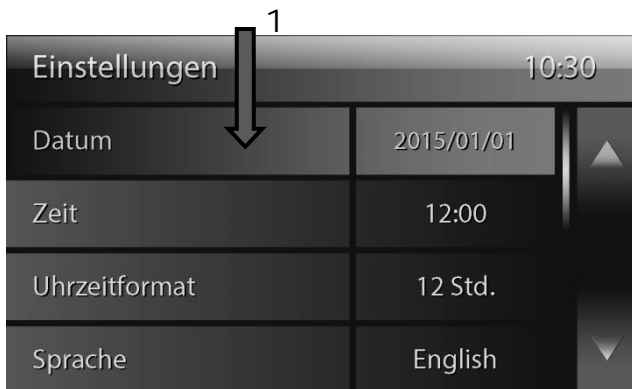 1
Einstellungen 10:30
Datum 2015/01/01
Zeit 12:00
Uhrzeitformat 12 Std.
Sprache English